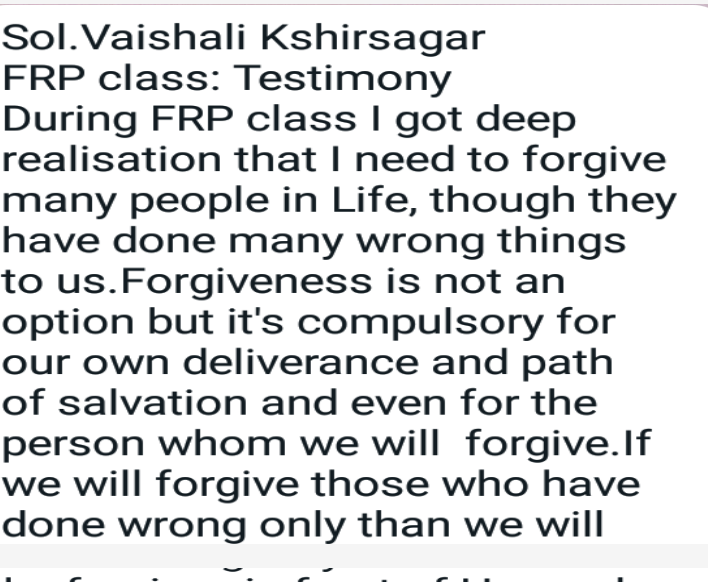 Sol.Vaishali Kshirsagar
FRP class: Testimony
During FRP class I got deep
realisation that I need to forgive
many people in Life, though they
have done many wrong things
to us.Forgiveness is not an
option but it's compulsory for
our own deliverance and path
of salvation and even for the
person whom we will  forgive.If
we will forgive those who have
done wrong only than we will